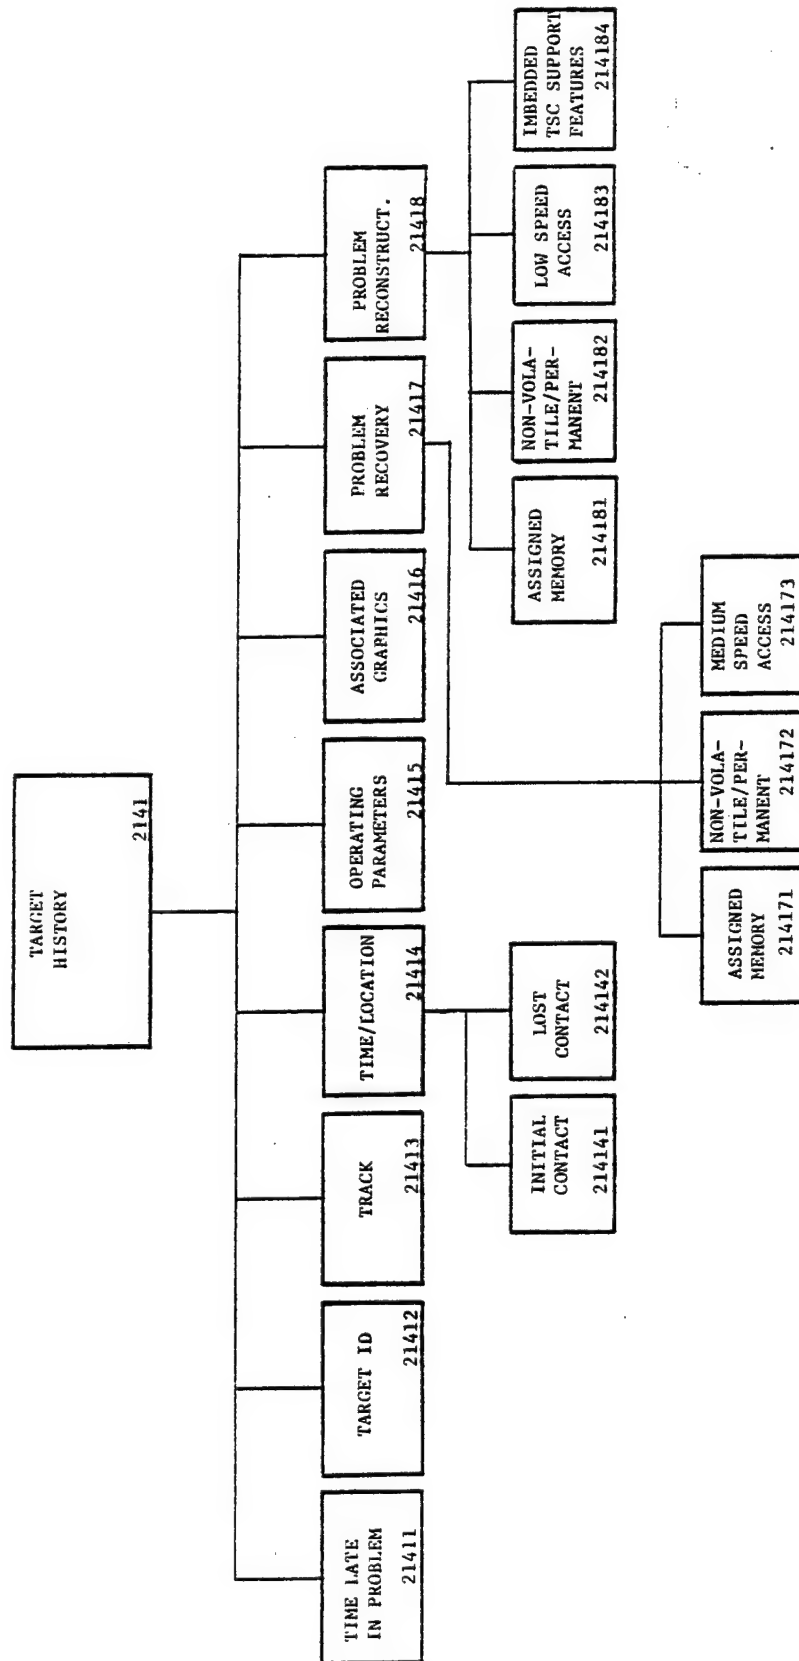 TARGET
HISTORY
2141
TIME LATE
IN PROBLEM
21411
TARGET ID
21412
TRACK
21413
TIME/LOCATION
21414
OPERATING
PARAMETERS
21415
ASSOCIATED
GRAPHICS
21416
PROBLEM
RECOVERY
21417
PROBLEM
RECONSTRUCT.
21418
INITIAL
CONTACT
214141
LOST
CONTACT
214142
ASSIGNED
MEMORY
214181
NON-VOLA-
TILE/PER-
MANENT
214182
LOW SPEED
ACCESS
214183
IMBEDDED
TSC SUPPORT
FEATURES
214184
ASSIGNED
MEMORY
214171
NON-VOLA-
TILE/PER-
MANENT
214172
MEDIUM
SPEED
ACCESS
214173